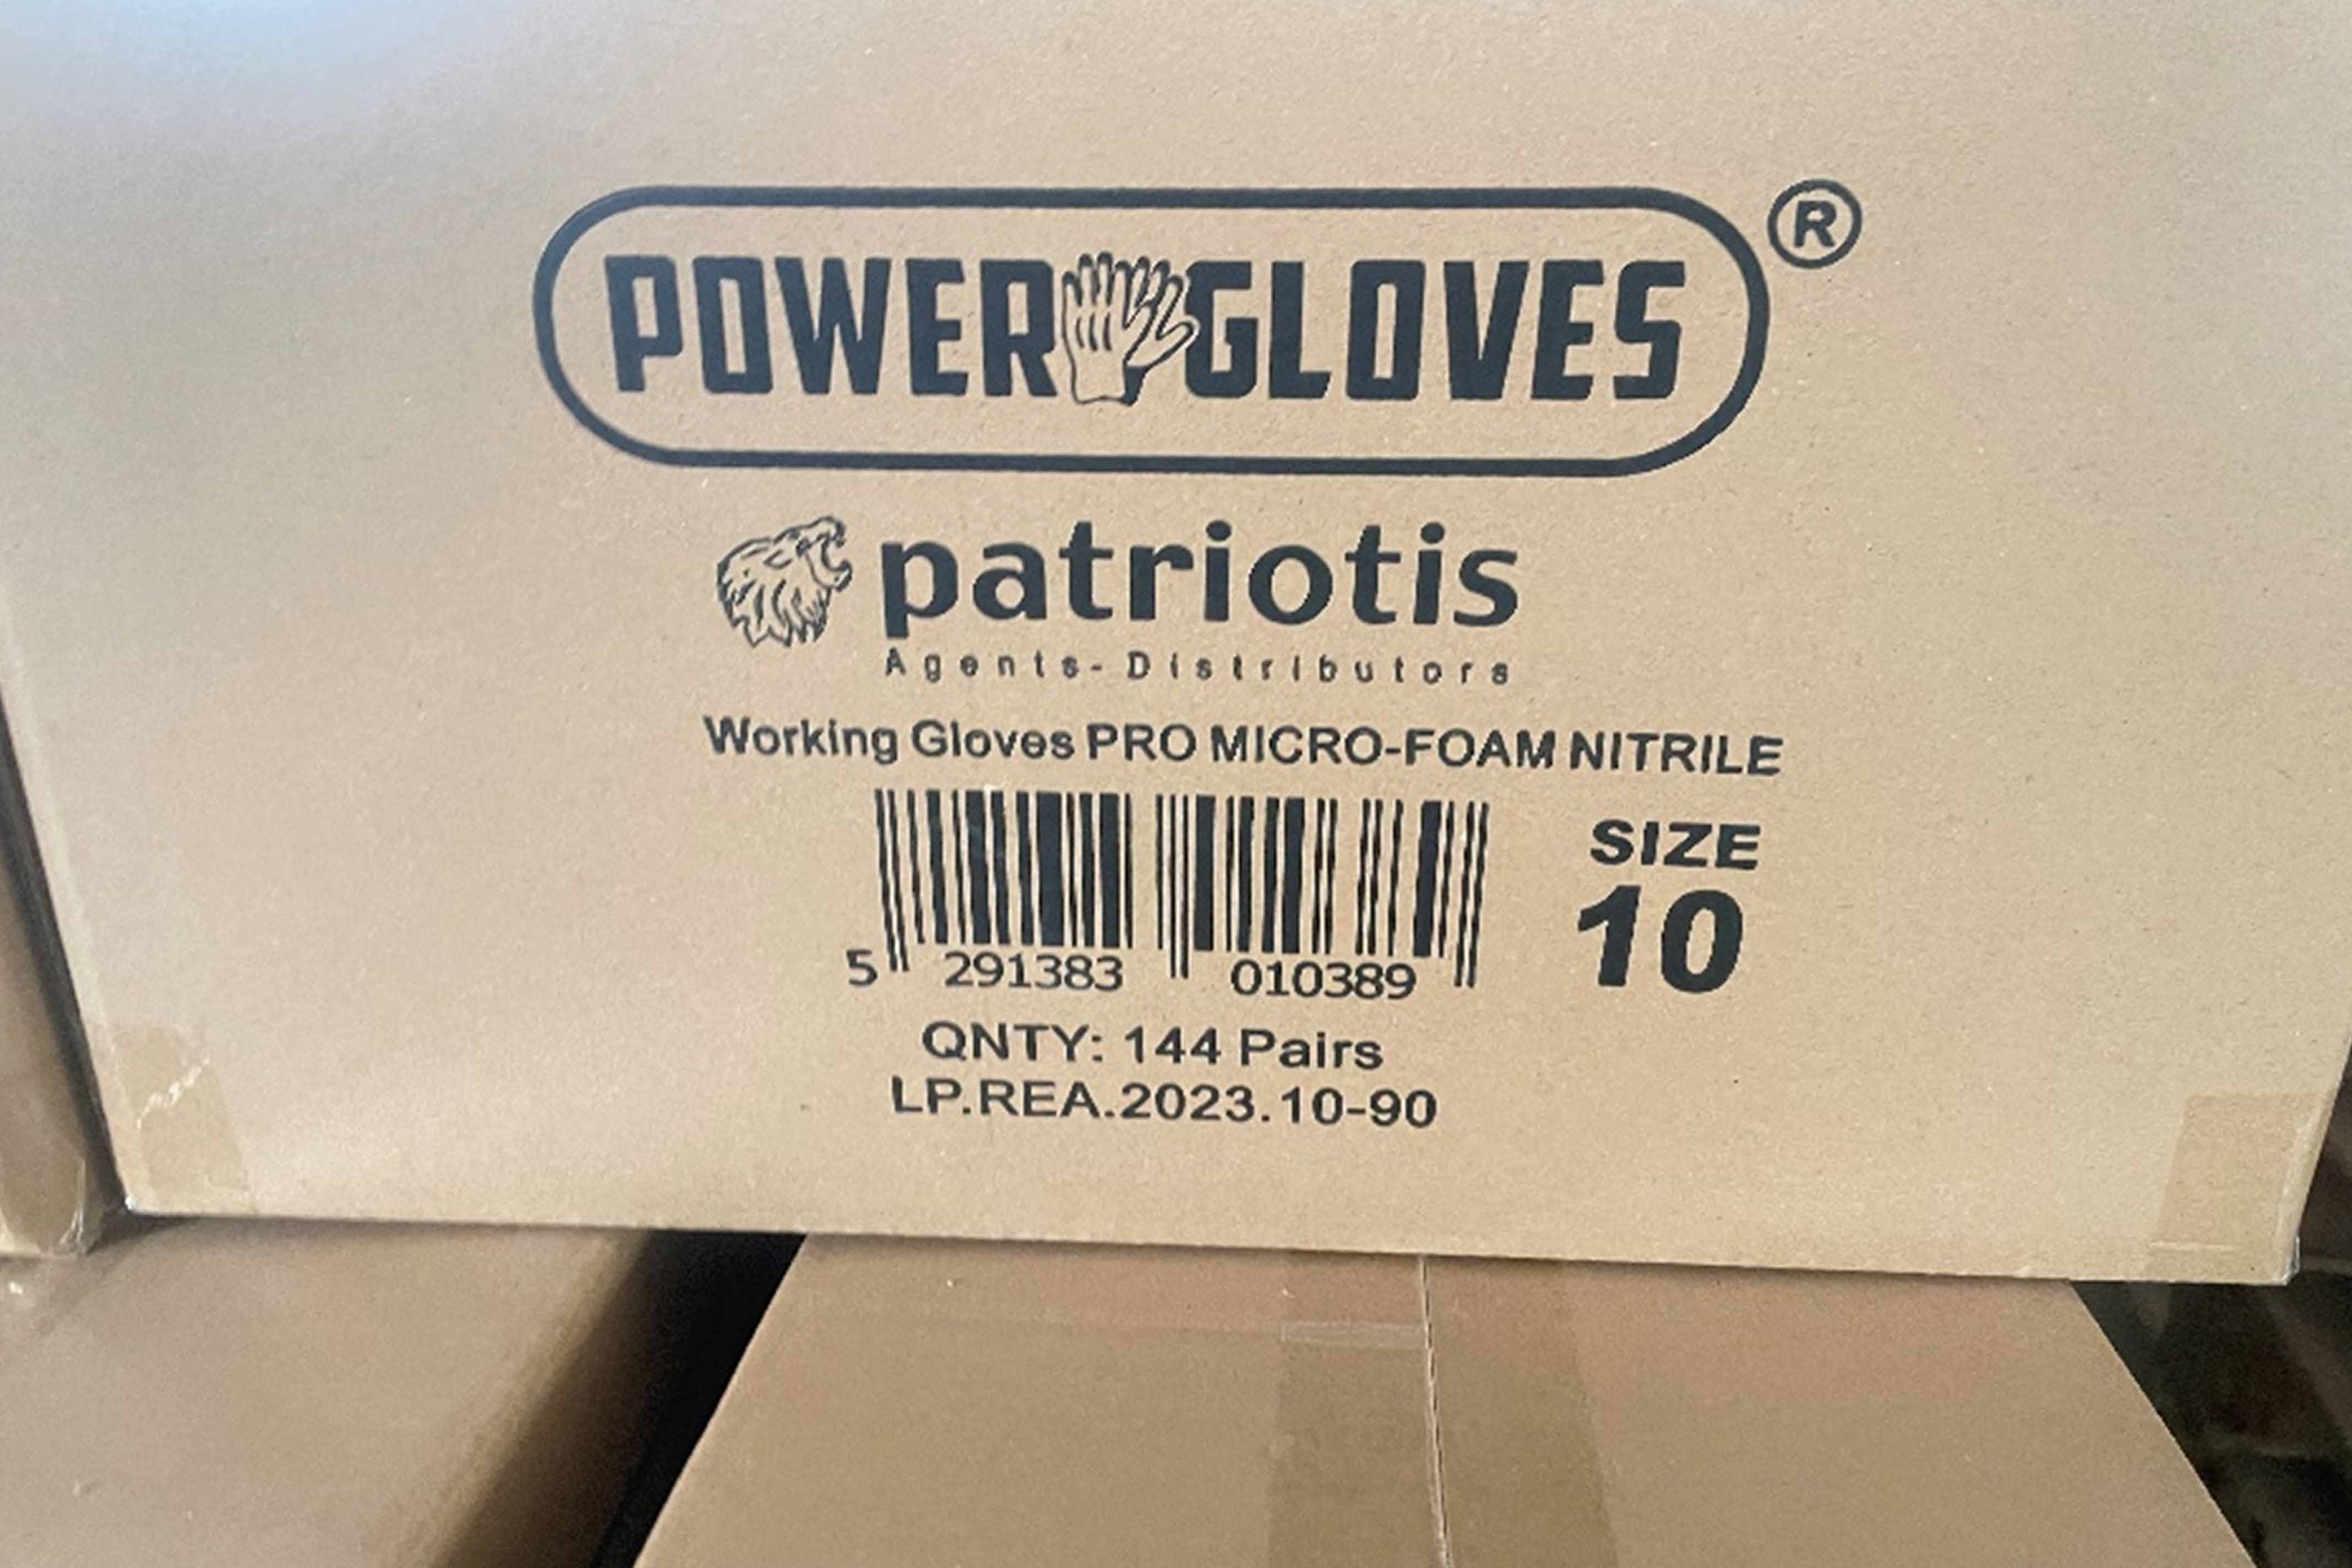 POWER GLOVES ®
patriotis
Agents-Distributors
Working Gloves PRO MICRO-FOAM NITRILE
SIZE
10
5 291383 010389
QNTY: 144 Pairs
LP.REA.2023.10-90